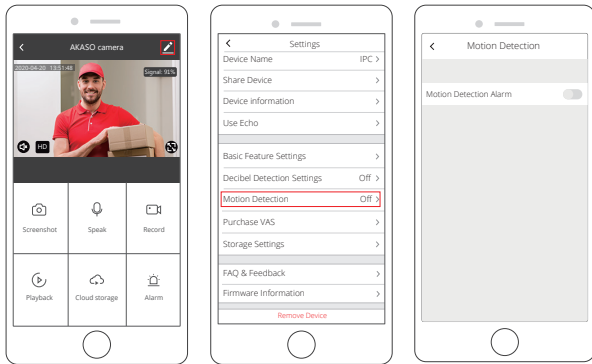 AKASO camera
2020-04-20 13:51:48
Signal: 91%
HD
Screenshot
Speak
Record
Playback
Cloud storage
Alarm
Settings
Device Name IPC >
Share Device >
Device information >
Use Echo >
Basic Feature Settings >
Decibel Detection Settings Off >
Motion Detection Off >
Purchase VAS >
Storage Settings >
FAQ & Feedback >
Firmware Information >
Remove Device
Motion Detection
Motion Detection Alarm